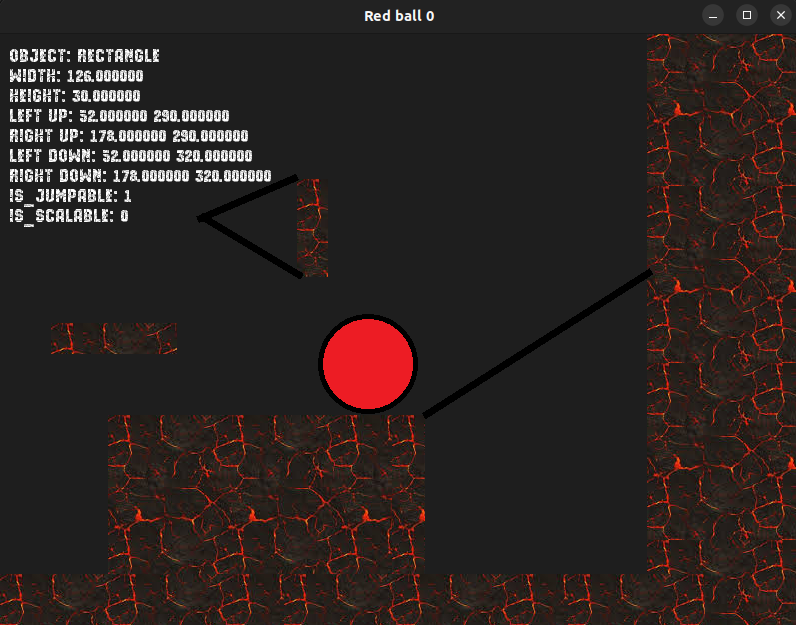 Red ball 0
OBJECT: RECTANGLE
WIDTH: 126.000000
HEIGHT: 30.000000
LEFT UP: 52.000000 290.000000
RIGHT UP: 178.000000 290.000000
LEFT DOWN: 52.000000 320.000000
RIGHT DOWN: 178.000000 320.000000
IS_JUMPABLE: 1
IS_SCALABLE: 0